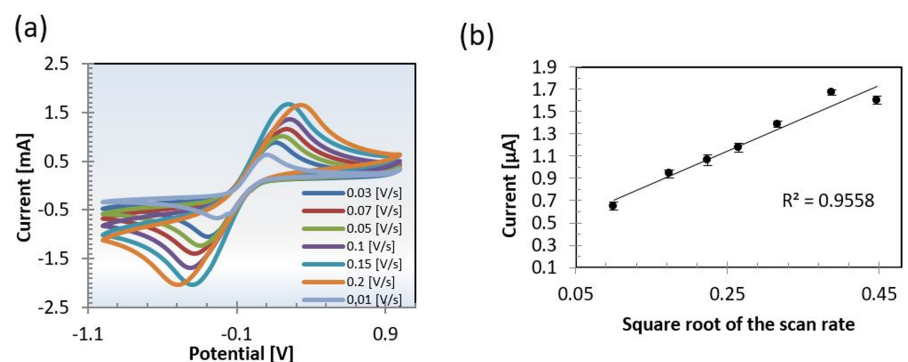 (a)
2.5
1.5
0.5
-0.5
-1.5
-2.5
Current [mA]
-1.1
-0.1
0.9
Potential [V]
0.03 [V/s]
0.07 [V/s]
0.05 [V/s]
0.1 [V/s]
0.15 [V/s]
0.2 [V/s]
0,01 [V/s]
(b)
1.9
1.7
1.5
1.3
1.1
0.9
0.7
0.5
0.3
0.1
Current [µA]
R² = 0.9558
0.05
0.25
0.45
Square root of the scan rate